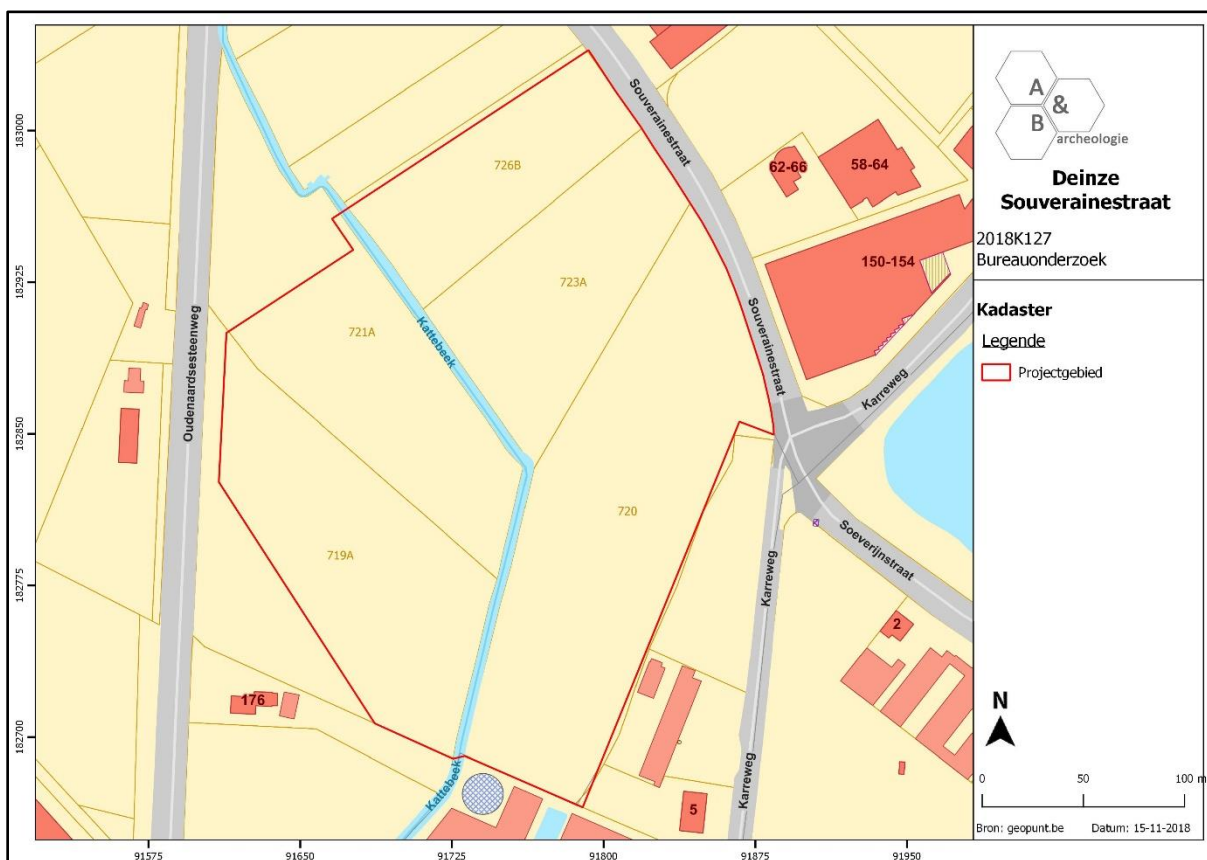 183000
182925
182850
182775
182700
91575
91650
91725
91800
91875
91950
Oudenaardsesteenweg
Souverainestraat
Souverainestraat
Kattebeek
Kattebeek
Karreweg
Karreweg
Karreweg
Soeverijnstraat
726B
723A
721A
720
719A
62-66
58-64
150-154
176
2
5
A
&
B
archeologie
Deinze
Souverainestraat
2018K127
Bureauonderzoek
Kadaster
Legende
Projectgebied
N
0 50 100 m
Bron: geopunt.be Datum: 15-11-2018